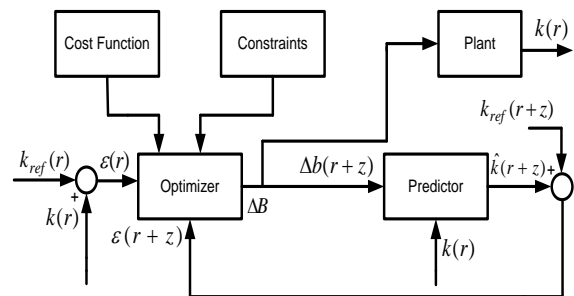 Cost Function
Constraints
Plant
k(r)
k_ref(r+z)
k_ref(r)
ε(r)
Optimizer
Δb(r+z)
Predictor
k̂(r+z)
+
+
ΔB
k(r)
ε(r+z)
k(r)